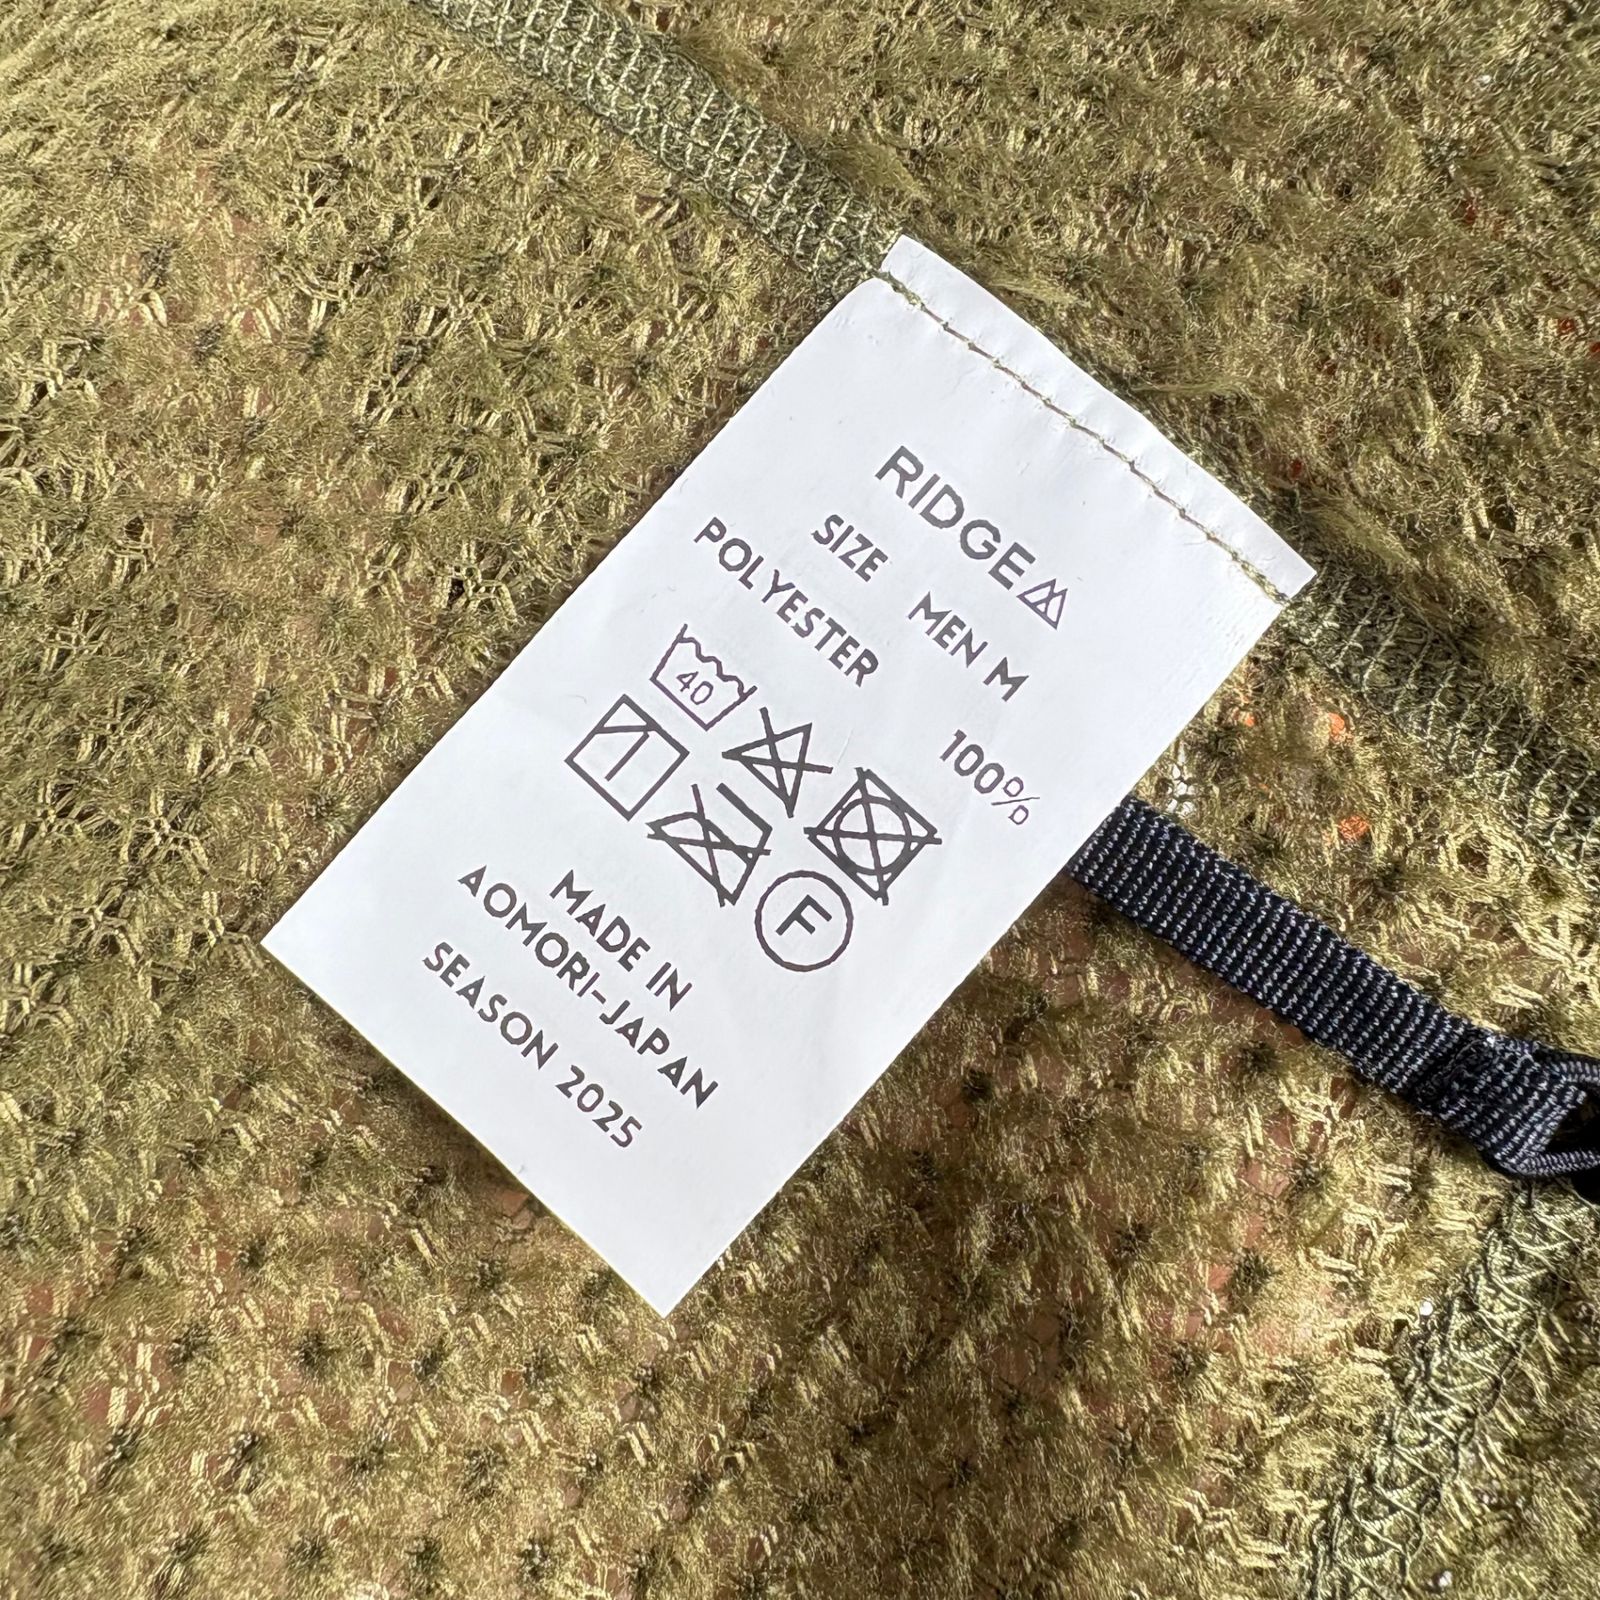 RIDGE
SIZE MEN M
POLYESTER 100%
40
F
MADE IN
AOMORI-JAPAN
SEASON 2025